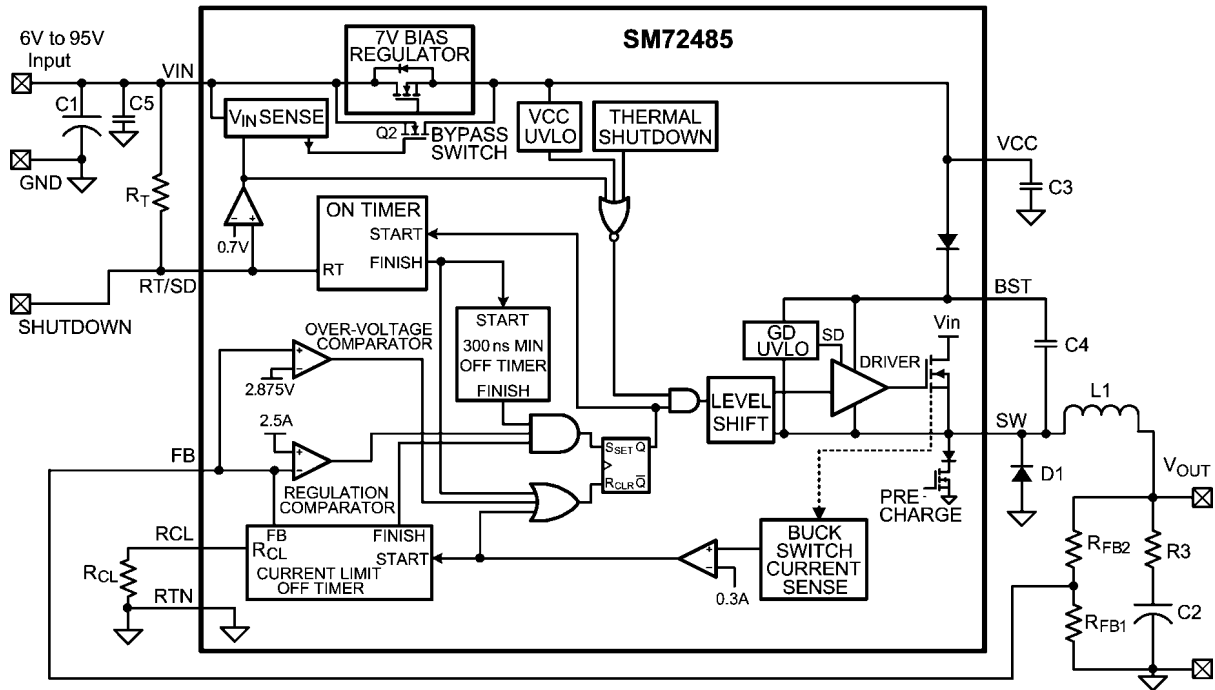 SM72485
6V to 95V
Input
VIN
C1
C5
GND
RT
RT/SD
SHUTDOWN
7V BIAS
REGULATOR
VIN SENSE
Q2
BYPASS
SWITCH
VCC
UVLO
THERMAL
SHUTDOWN
VCC
C3
0.7V
ON TIMER
START
FINISH
RT
START
300 ns MIN
OFF TIMER
FINISH
OVER-VOLTAGE
COMPARATOR
2.875V
2.5A
REGULATION
COMPARATOR
FB
SSET Q
RCLR Q̅
LEVEL
SHIFT
GD
UVLO
SD
DRIVER
Vin
BST
C4
SW
L1
D1
PRE-
CHARGE
VOUT
RFB2
RFB1
R3
C2
RCL
RCL
RTN
FB
FINISH
RCL
START
CURRENT LIMIT
OFF TIMER
BUCK
SWITCH
CURRENT
SENSE
0.3A